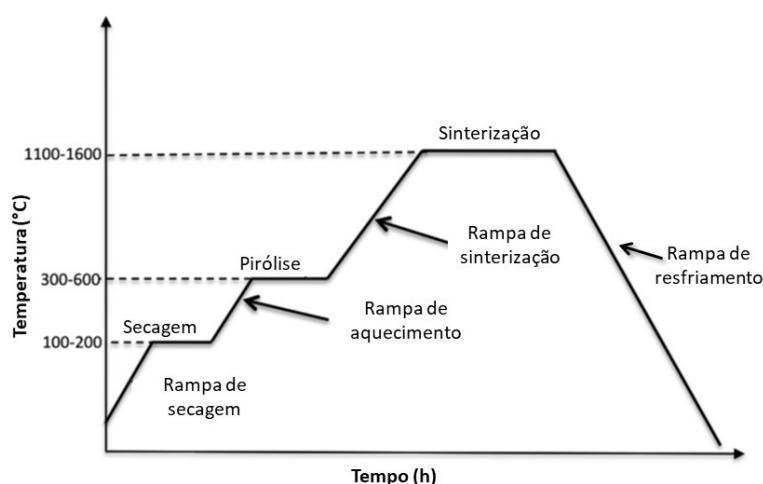 Temperatura (°C)
1100-1600
300-600
100-200
Sinterização
Rampa de
sinterização
Rampa de
resfriamento
Pirólise
Rampa de
aquecimento
Secagem
Rampa de
secagem
Tempo (h)